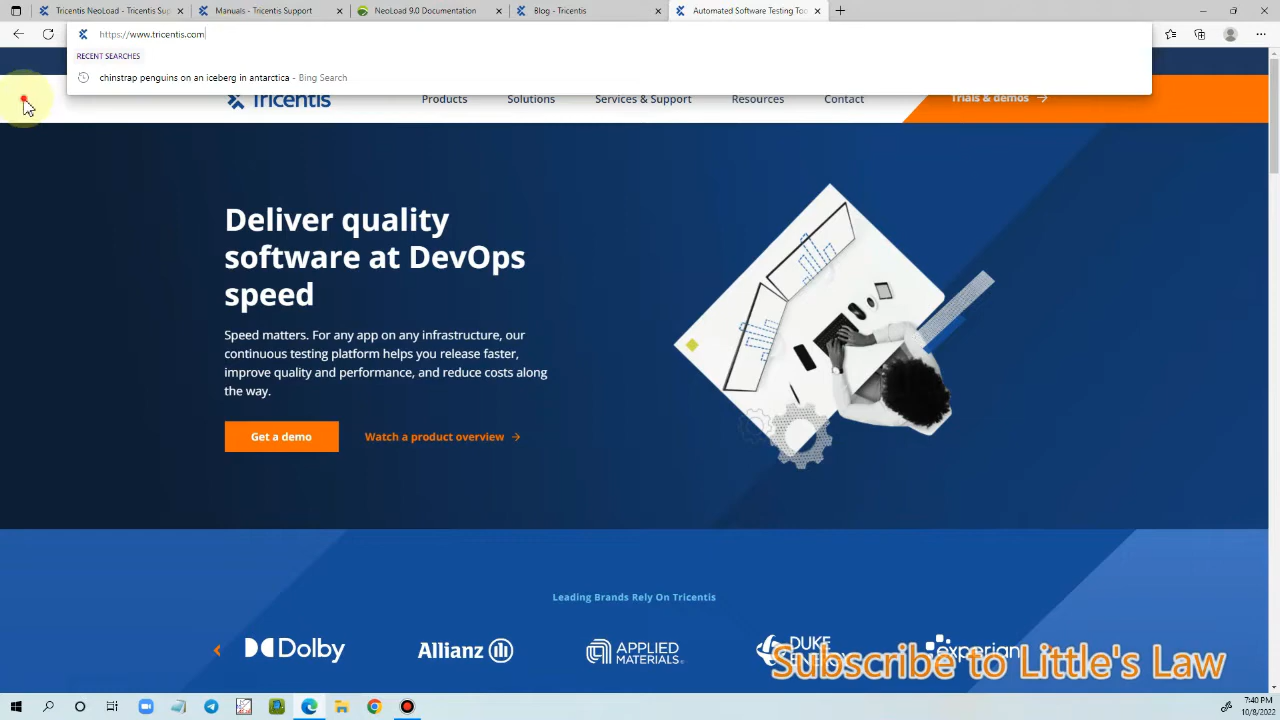 Tricentis | Tricentis Su
Manuals - Tricentis Support
NeoLoad 9.0 Documentation
Blog - Tricentis
Automated Software Testing Too
https://www.tricentis.com
RECENT SEARCHES
chinstrap penguins on an iceberg in antarctica - Bing Search
Tricentis
Products
Solutions
Services & Support
Resources
Contact
Trials & demos
Deliver quality
software at DevOps
speed
Speed matters. For any app on any infrastructure, our
continuous testing platform helps you release faster,
improve quality and performance, and reduce costs along
the way.
Get a demo
Watch a product overview
Leading Brands Rely On Tricentis
Dolby
Allianz
APPLIED
MATERIALS
DUKE
experian
Subscribe to Little's Law
7:40 PM
10/8/2022